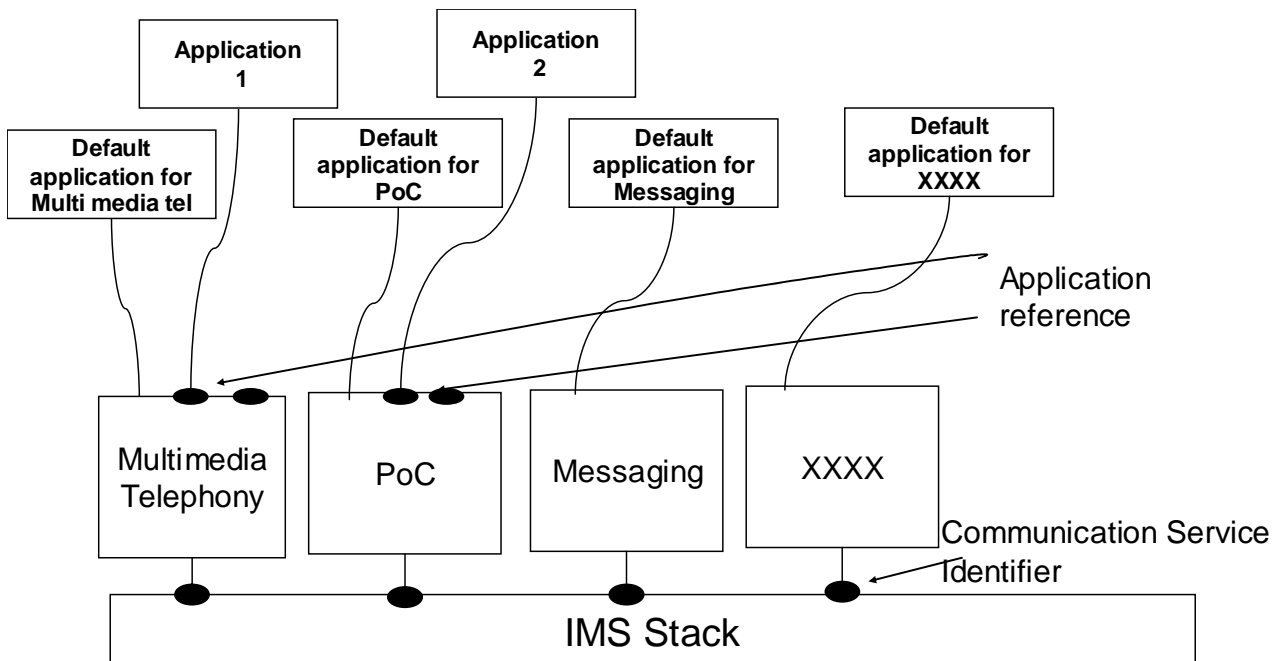 Application
1
Application
2
Default
application for
Multi media tel
Default
application for
PoC
Default
application for
Messaging
Default
application for
XXXX
Application
reference
Multimedia
Telephony
PoC
Messaging
XXXX
Communication Service
Identifier
IMS Stack